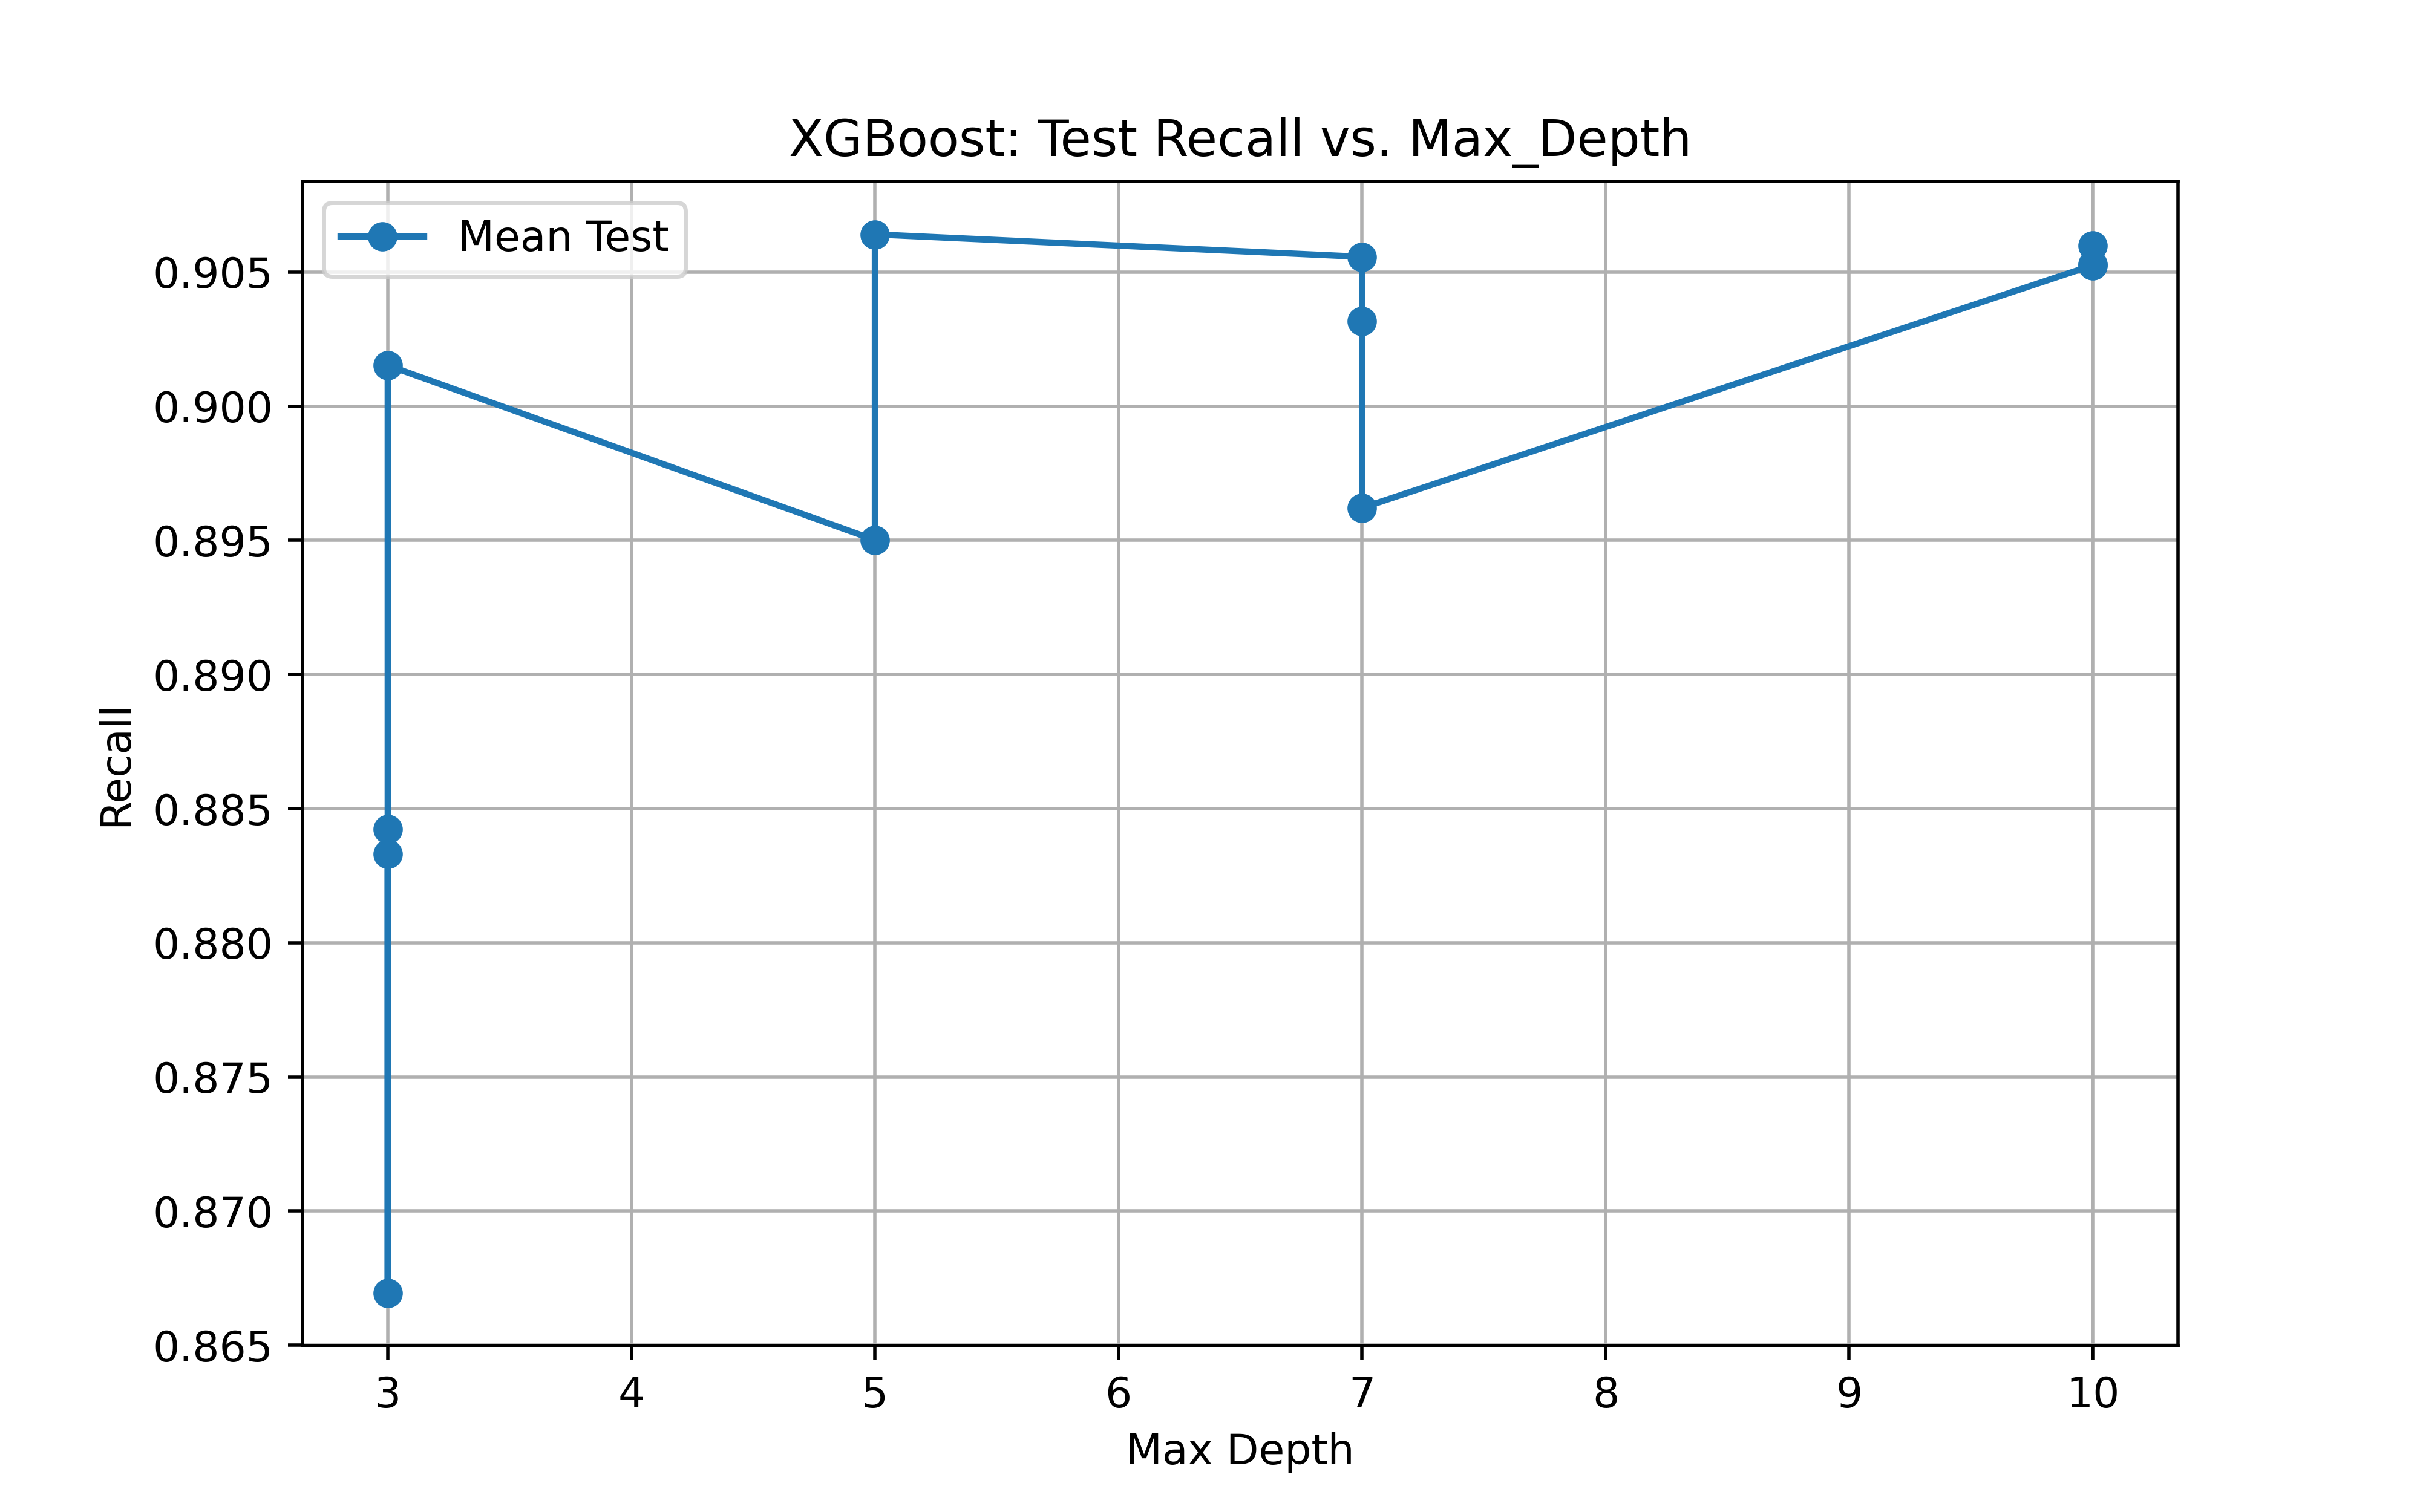 XGBoost: Test Recall vs. Max_Depth
Mean Test
0.905
0.900
0.895
0.890
0.885
0.880
0.875
0.870
0.865
Recall
3 4 5 6 7 8 9 10
Max Depth